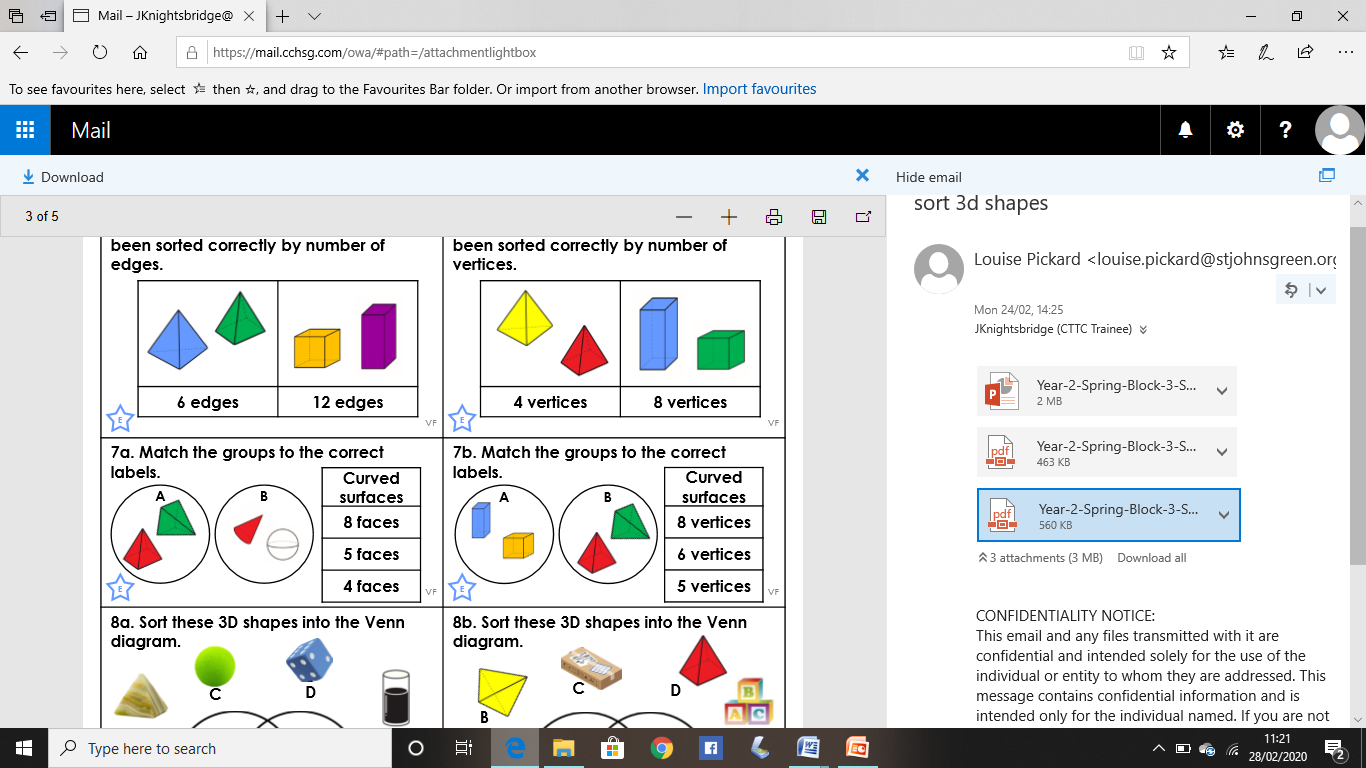 Mail – JKnightsbridge@
https://mail.cchsg.com/owa/#path=/attachmentlightbox
To see favourites here, select then ☆, and drag to the Favourites Bar folder. Or import from another browser. Import favourites
Mail
?
Download
Hide email
3 of 5
been sorted correctly by number of
edges.
6 edges 12 edges
E
VF
been sorted correctly by number of
vertices.
4 vertices 8 vertices
E
VF
7a. Match the groups to the correct
labels.
A
B
Curved
surfaces
8 faces
5 faces
4 faces
E
VF
7b. Match the groups to the correct
labels.
A
B
Curved
surfaces
8 vertices
6 vertices
5 vertices
E
VF
8a. Sort these 3D shapes into the Venn
diagram.
C
D
8b. Sort these 3D shapes into the Venn
diagram.
C
D
B
B
A C
sort 3d shapes
Louise Pickard <louise.pickard@stjohnsgreen.org
Mon 24/02, 14:25
JKnightsbridge (CTTC Trainee)
P
Year-2-Spring-Block-3-S...
2 MB
pdf
Year-2-Spring-Block-3-S...
463 KB
pdf
Year-2-Spring-Block-3-S...
560 KB
3 attachments (3 MB) Download all
CONFIDENTIALITY NOTICE:
This email and any files transmitted with it are
confidential and intended solely for the use of the
individual or entity to whom they are addressed. This
message contains confidential information and is
intended only for the individual named. If you are not
Type here to search
11:21
28/02/2020
2